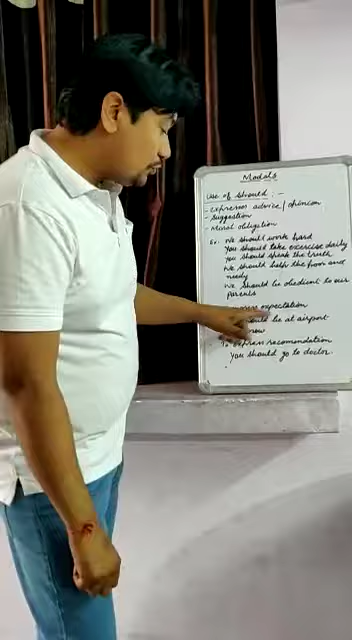 Modals
Use of Should :-
- expresses advice / opinion
- Suggestion
- Moral obligation
Ex. We should work hard
You should take exercise daily
You should speak the truth
We should help the poor and
needy
We should be obedient to our
parents
expectation
be at airport
now
To express recomendation
You should go to doctor.